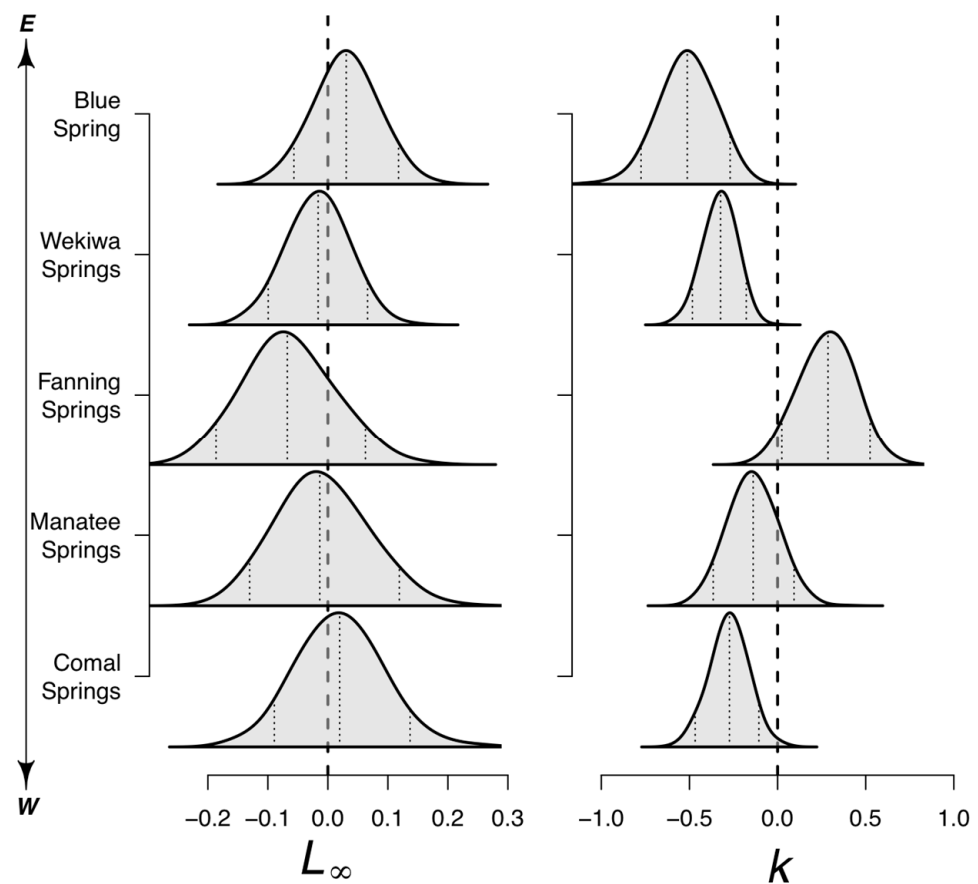 E
Blue
Spring
Wekiwa
Springs
Fanning
Springs
Manatee
Springs
Comal
Springs
W
−0.2 −0.1 0.0 0.1 0.2 0.3
−1.0 −0.5 0.0 0.5 1.0
L∞
k